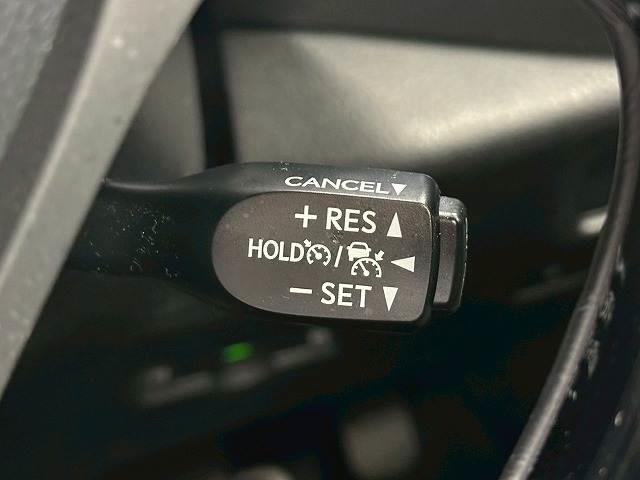 CANCEL▼
+ RES ▲
HOLD / ◀
− SET ▼